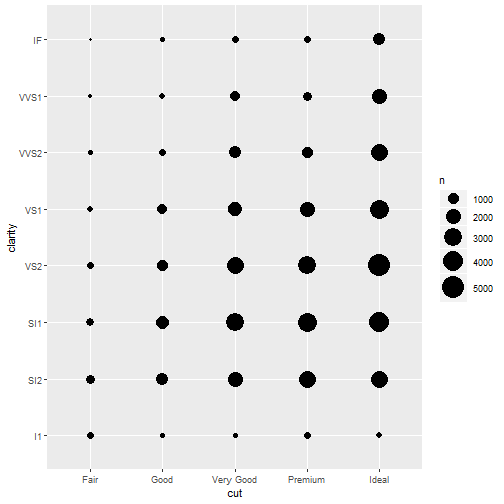 IF
VVS1
VVS2
VS1
VS2
SI1
SI2
I1
clarity
Fair Good Very Good Premium Ideal
cut
n
1000
2000
3000
4000
5000